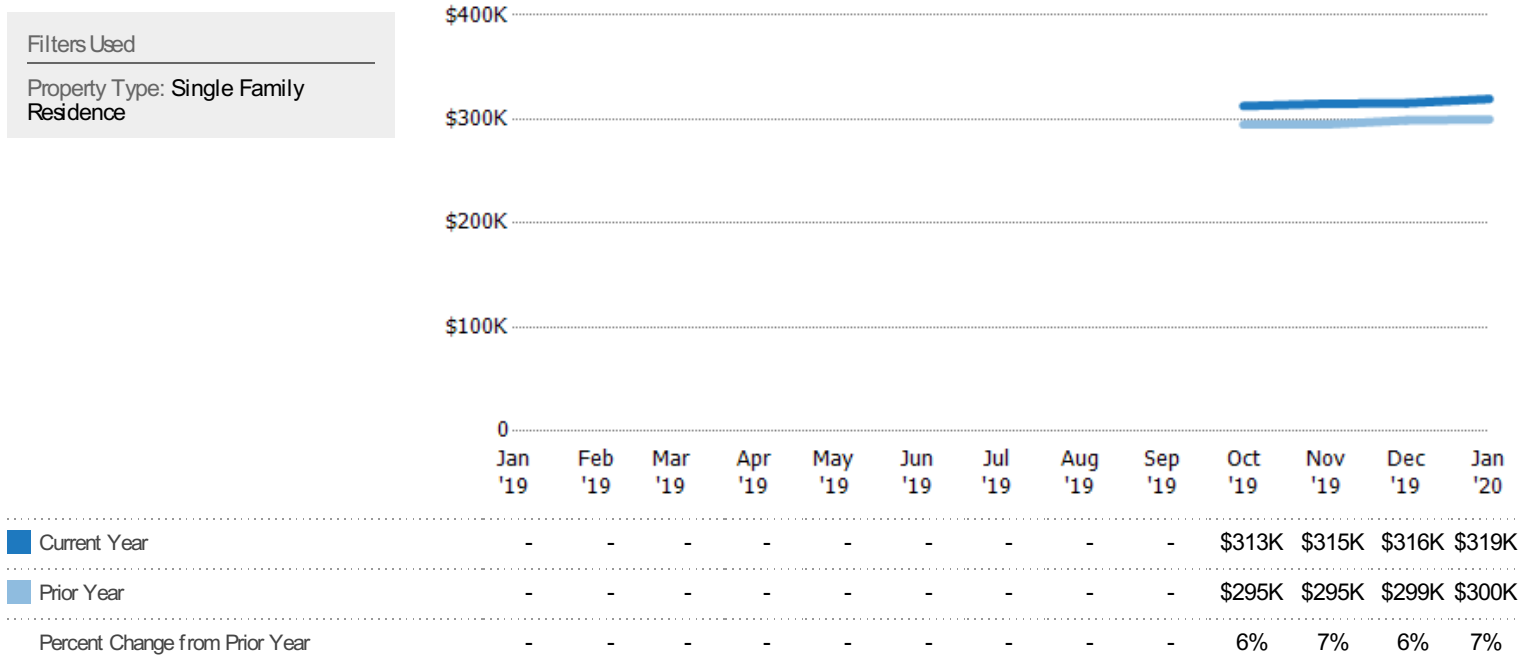 Filters Used
Property Type: Single Family
Residence
$400K
$300K
$200K
$100K
0
Jan Feb Mar Apr May Jun Jul Aug Sep Oct Nov Dec Jan
'19 '19 '19 '19 '19 '19 '19 '19 '19 '19 '19 '19 '20
Current Year - - - - - - - - - $313K $315K $316K $319K
Prior Year - - - - - - - - - $295K $295K $299K $300K
Percent Change from Prior Year - - - - - - - - - 6% 7% 6% 7%